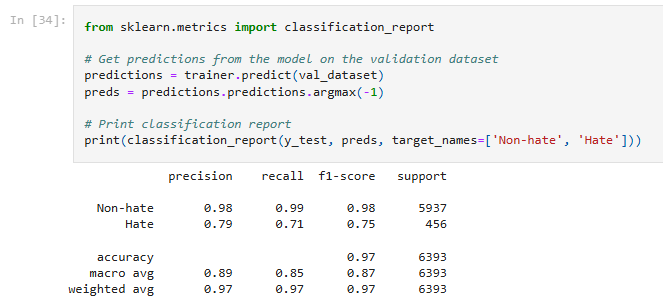 In [34]:
from sklearn.metrics import classification_report
# Get predictions from the model on the validation dataset
predictions = trainer.predict(val_dataset)
preds = predictions.predictions.argmax(-1)
# Print classification report
print(classification_report(y_test, preds, target_names=['Non-hate', 'Hate']))
precision recall f1-score support
Non-hate 0.98 0.99 0.98 5937
Hate 0.79 0.71 0.75 456
accuracy 0.97 6393
macro avg 0.89 0.85 0.87 6393
weighted avg 0.97 0.97 0.97 6393